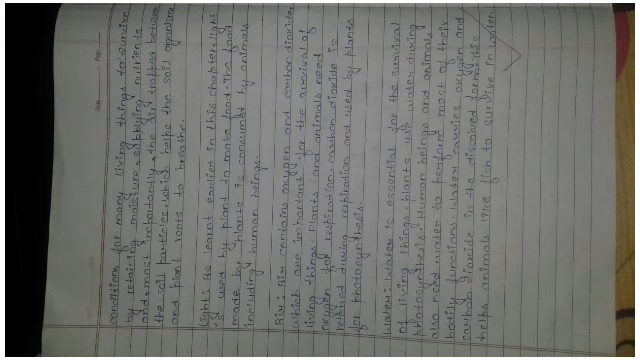 Date
Page
conditions for many living things to survive
by retaining moisure, supplying nutrients
and, most importantly, the air trapped between
the soil particles which helps the soil organism
and plant roots to breathe.
Light: As learnt earlier in this chapter, light
is used by plant to make food. The food
made by plants is consumed by animals
including human beings.
Air: Air contains oxygen and carbon dioxide
which are important for the survival of
living things. Plants and animals need
oxygen for respiration. carbon dioxide is
released during respiration and used by plants
for photosynthesis.
Water: Water is essential for the survival
of living things. plants use water during
photosynthesis. Human beings and animals
also need water to perform most of their
bodily functions. Water carries oxygen and
carbon dioxide in the dissolved form. this
helps animals like fish to survive in water.